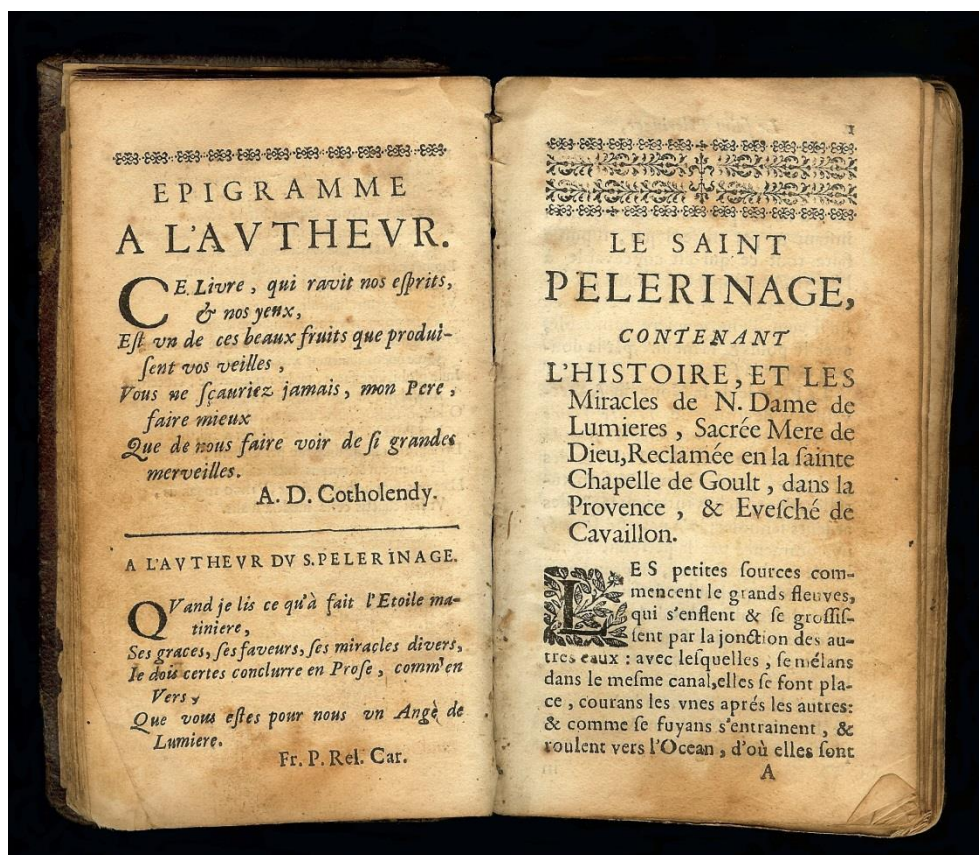 EPIGRAMME
A L'AVTHEVR.
CE Livre, qui ravit nos eſprits,
& nos yeux,
Eſt vn de ces beaux fruits que produi-
ſent vos veilles,
Vous ne ſçauriez jamais, mon Pere,
faire mieux
Que de nous faire voir de ſi grandes
merveilles.
A. D. Cotholendy.
A L'AVTHEVR DV S. PELERINAGE.
QVand je lis ce qu'à fait l'Etoile ma-
tiniere,
Ses graces, ſes faveurs, ſes miracles divers,
Ie dois certes conclurre en Proſe, comm'en
Vers,
Que vous eſtes pour nous vn Angè de
Lumiere.
Fr. P. Rel. Car.
1
LE SAINT
PELERINAGE,
CONTENANT
L'HISTOIRE, ET LES
Miracles de N. Dame de
Lumieres, Sacrée Mere de
Dieu, Reclamée en la ſainte
Chapelle de Goult, dans la
Provence, & Eveſché de
Cavaillon.
LES petites ſources com-
mencent le grands fleuves,
qui s'enflent & ſe groſſiſ-
ſent par la jonction des au-
tres eaux : avec leſquelles, ſe mélans
dans le meſme canal, elles ſe font pla-
ce, courans les vnes aprés les autres:
& comme ſe fuyans s'entrainent, &
roulent vers l'Ocean, d'où elles ſont
A